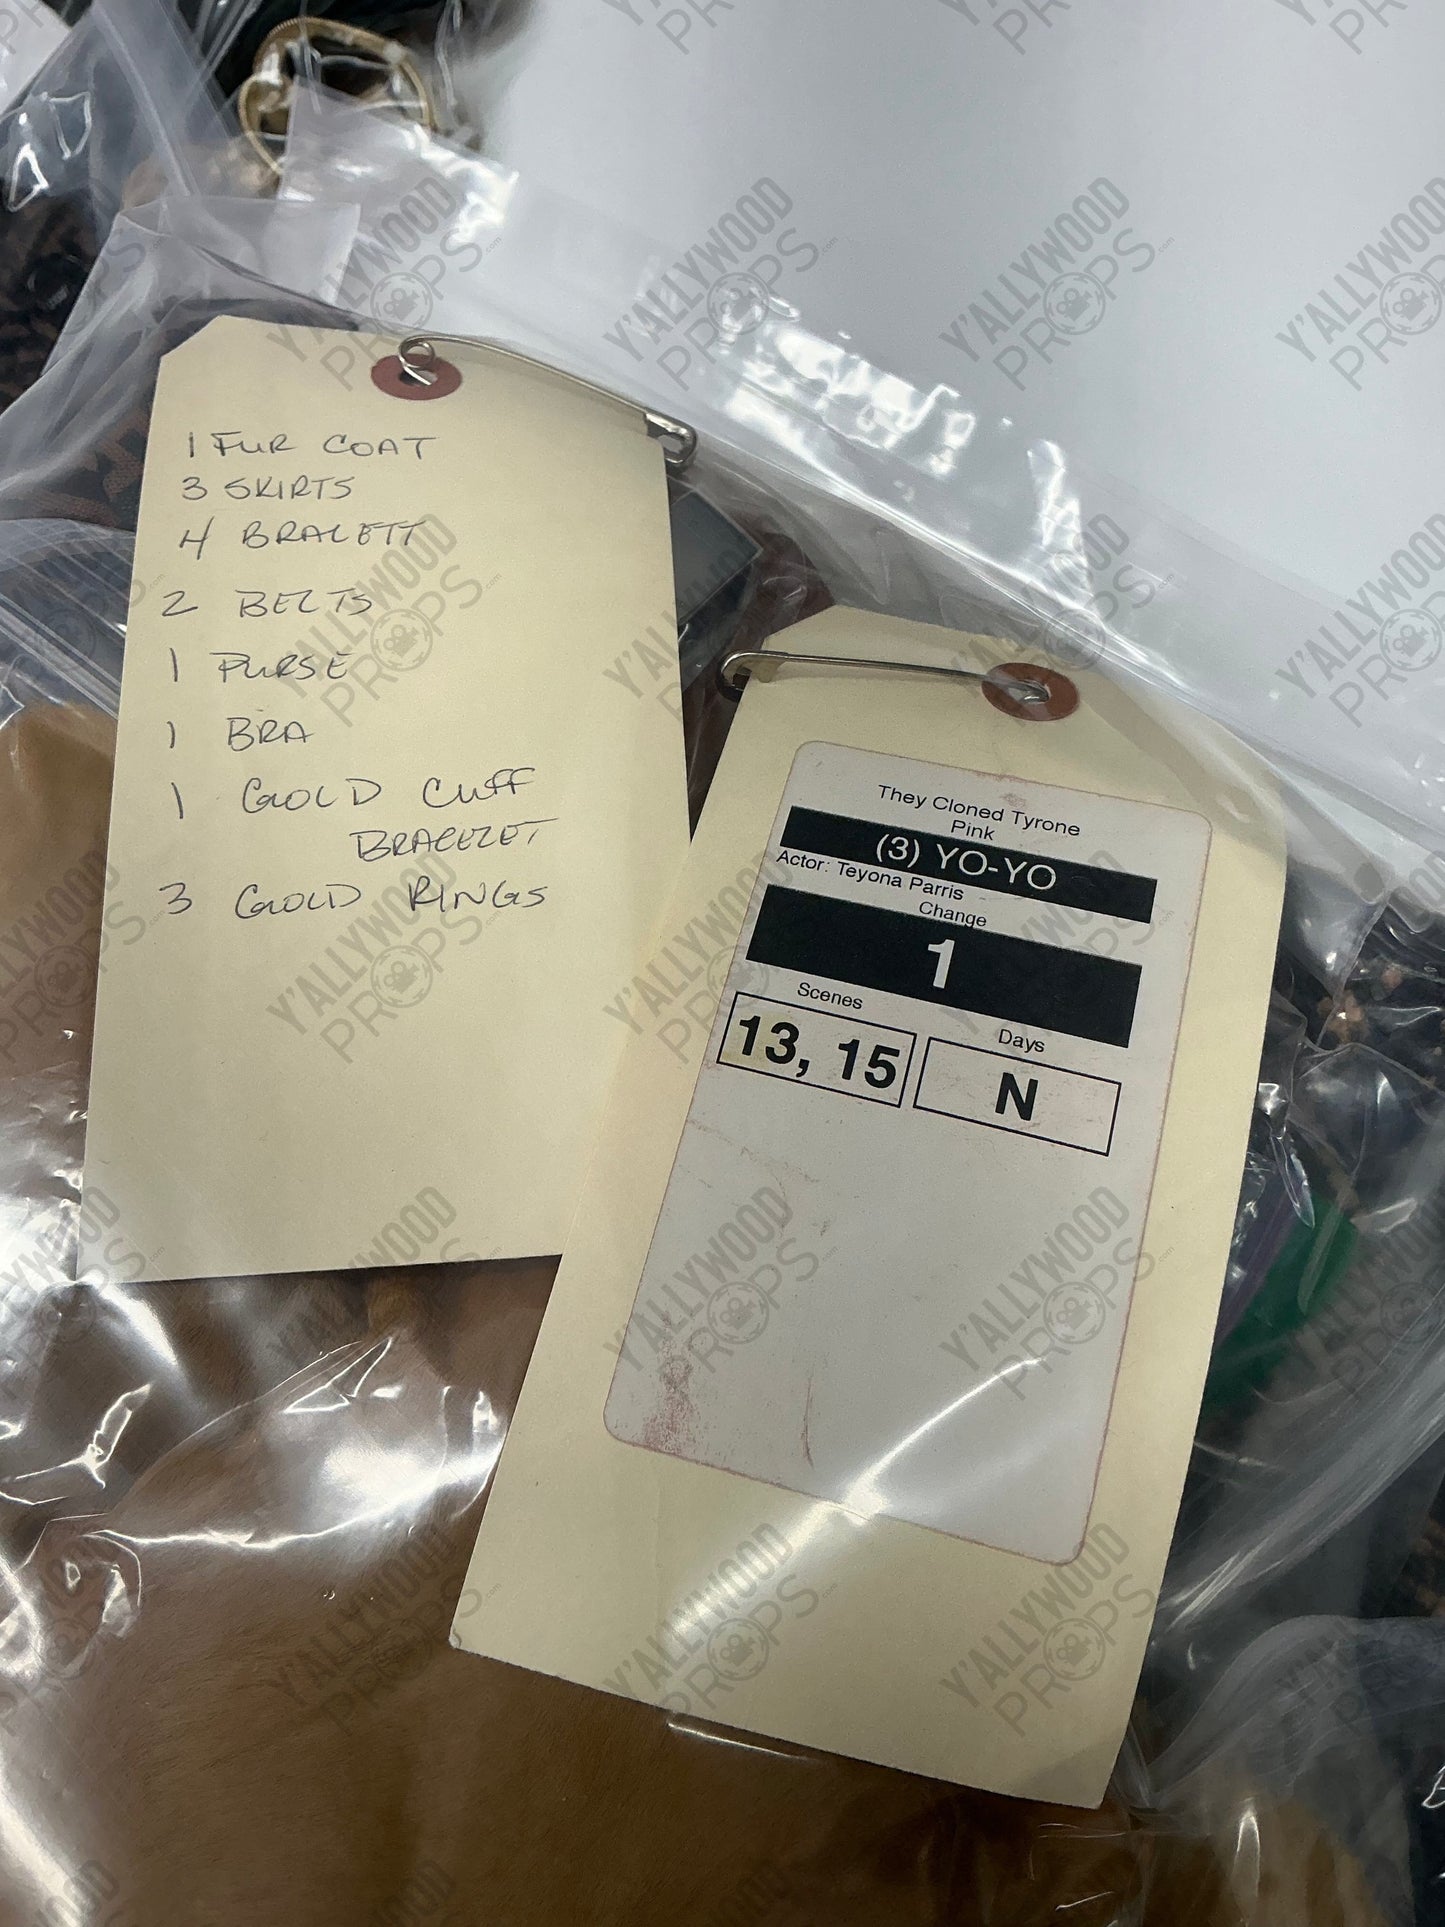 1 FUR COAT
3 SKIRTS
4 BRALETT
2 BELTS
1 PURSE
1 BRA
1 GOLD CUFF
BRACELET
3 GOLD RINGS
They Cloned Tyrone
Pink
(3) YO-YO
Actor: Teyona Parris
Change
1
Scenes
Days
13, 15
N
Y'ALLYWOOD
PROPS
.com